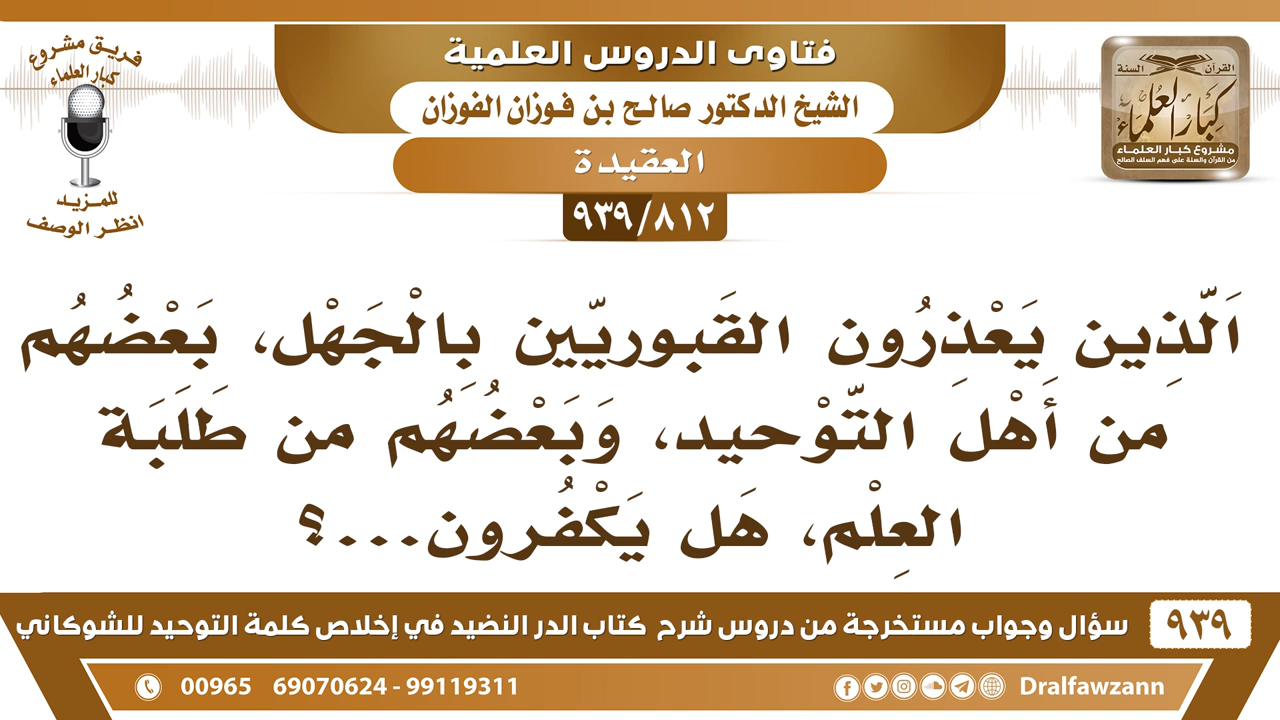 فتاوى الدروس العلمية
الشيخ الدكتور صالح بن فوزان الفوزان
العقيدة
٩٣٩/٨١٢
فريق مشروع
كبار العلماء
للمزيد
انظر الوصف
القرآن السنة
كبار العلماء
مشروع كبار العلماء
من القرآن والسنة على فهم السلف الصالح
اَلَّذِين يَعْذِرُون القَبوريّين بالْجَهْل، بَعْضُهُم
مِن أَهْل التّوْحيد، وَبَعْضُهُم من طَلَبَة
العِلْم، هَل يَكْفُرون...؟
٩٣٩ سؤال وجواب مستخرجة من دروس شرح كتاب الدر النضيد في إخلاص كلمة التوحيد للشوكاني
00965 69070624 - 99119311
Dralfawzann